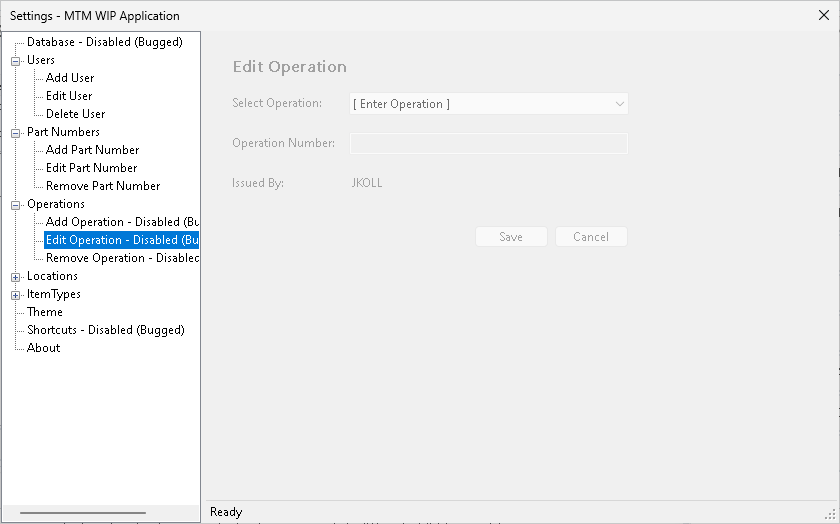 Settings - MTM WIP Application
Database - Disabled (Bugged)
Users
Add User
Edit User
Delete User
Part Numbers
Add Part Number
Edit Part Number
Remove Part Number
Operations
Add Operation - Disabled (Bu
Edit Operation - Disabled (Bu
Remove Operation - Disabled
Locations
ItemTypes
Theme
Shortcuts - Disabled (Bugged)
About
Edit Operation
Select Operation: [ Enter Operation ]
Operation Number:
Issued By: JKOLL
Save Cancel
Ready